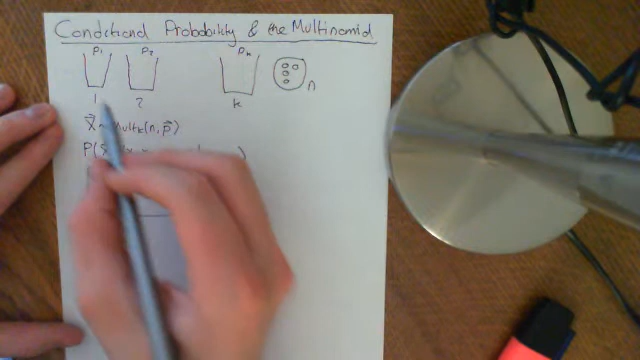 Conditional Probability & the Multinomial
P₁ P₂ Pₖ
n
1 2 k
X⃗ ~ Multₖ(n, p⃗)
P(